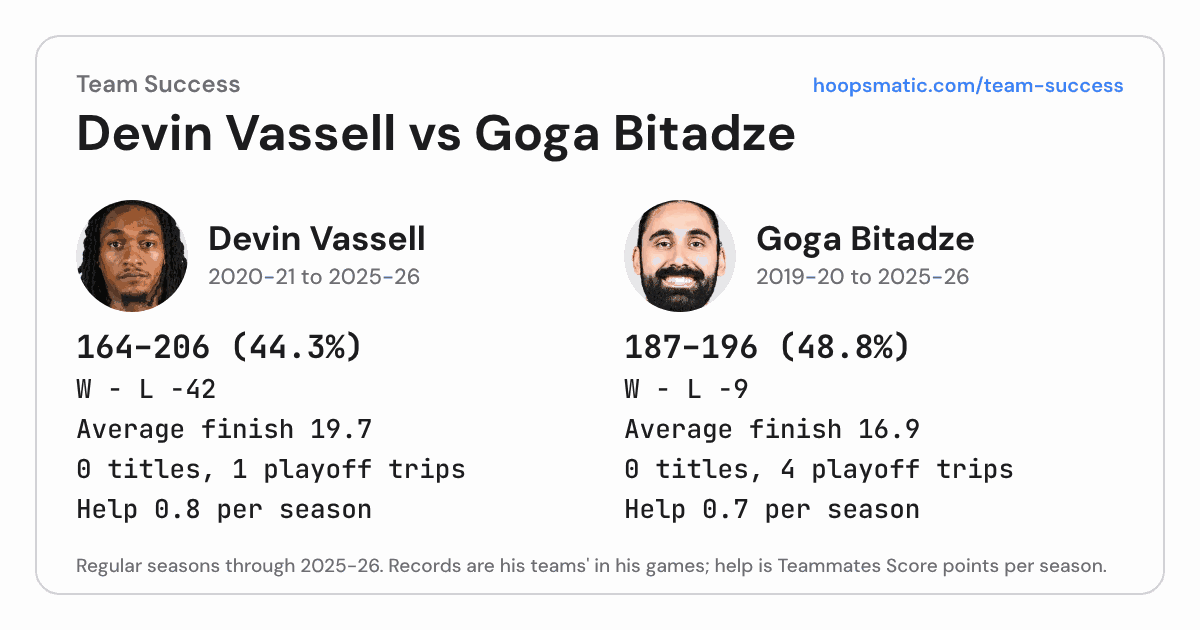 Team Success
hoopsmatic.com/team-success
Devin Vassell vs Goga Bitadze
Devin Vassell
2020-21 to 2025-26
164-206 (44.3%)
W - L -42
Average finish 19.7
0 titles, 1 playoff trips
Help 0.8 per season
Goga Bitadze
2019-20 to 2025-26
187-196 (48.8%)
W - L -9
Average finish 16.9
0 titles, 4 playoff trips
Help 0.7 per season
Regular seasons through 2025-26. Records are his teams' in his games; help is Teammates Score points per season.